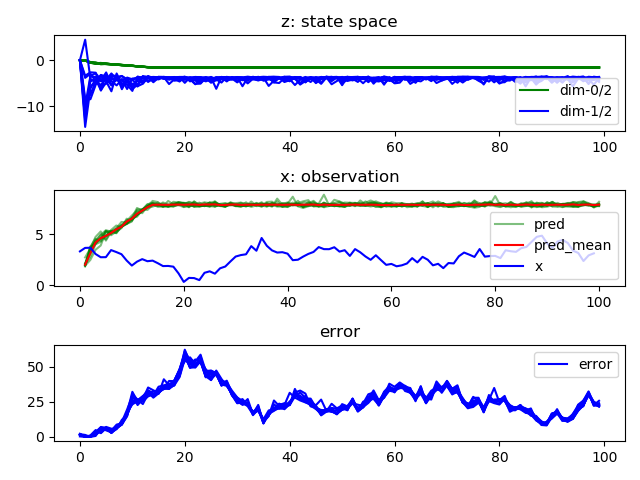 z: state space
0
−10
dim-0/2
dim-1/2
0 20 40 60 80 100
x: observation
5
0
pred
pred_mean
x
0 20 40 60 80 100
error
50
25
0
error
0 20 40 60 80 100